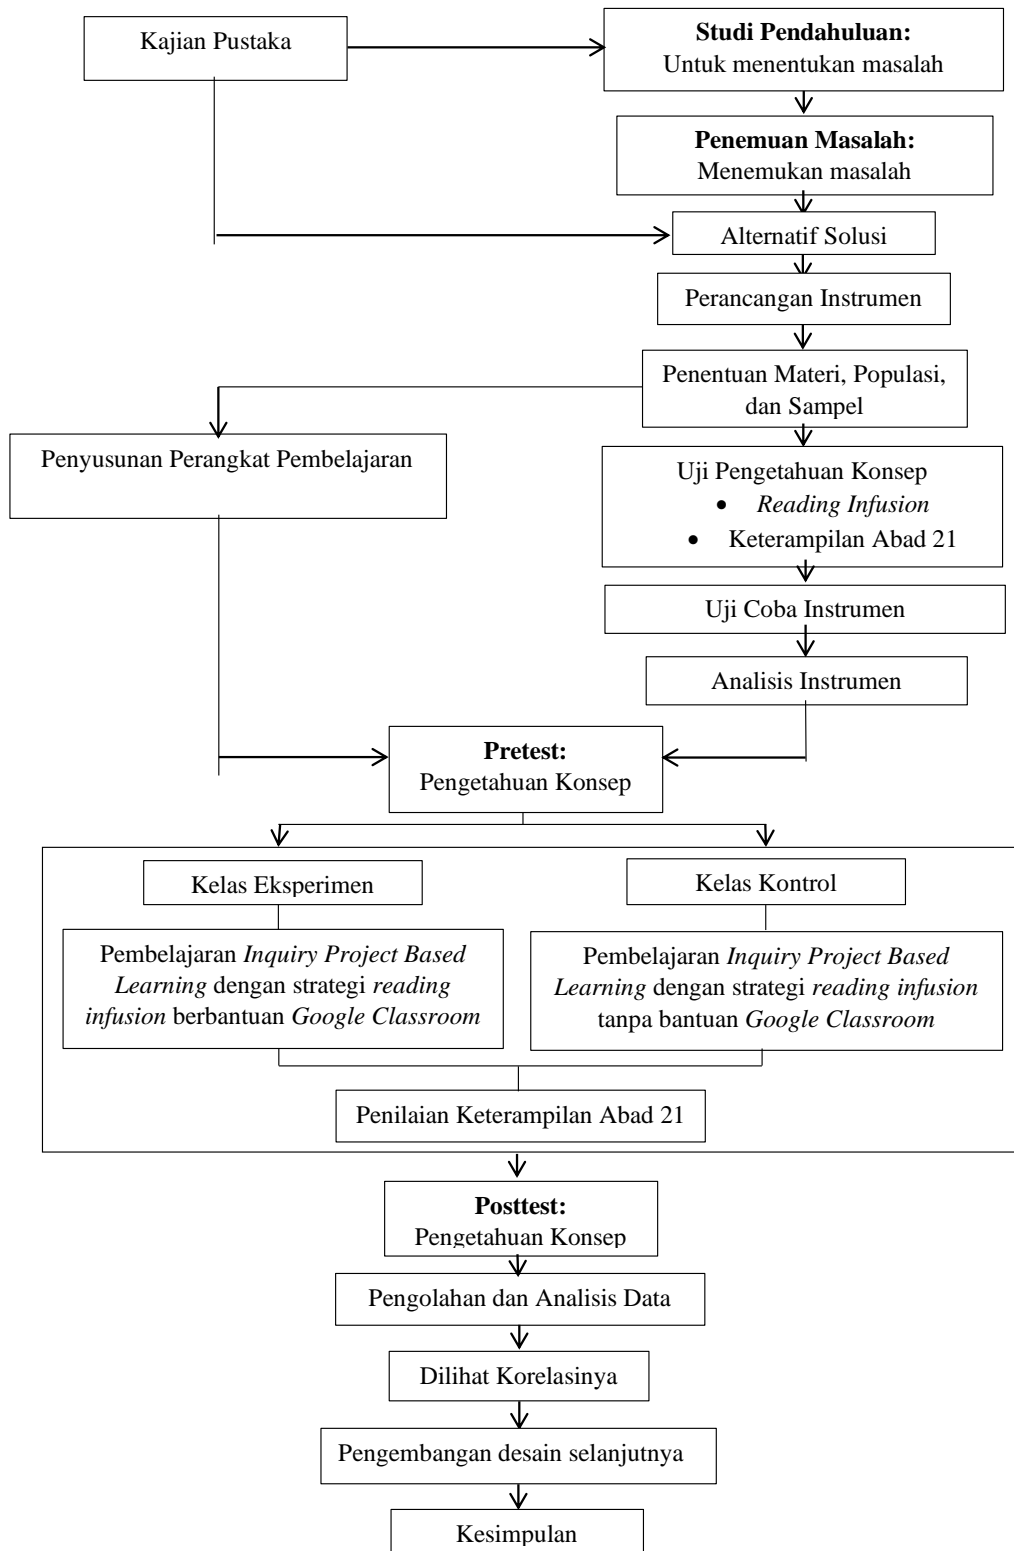 Kajian Pustaka
Studi Pendahuluan:
Untuk menentukan masalah
Penemuan Masalah:
Menemukan masalah
Alternatif Solusi
Perancangan Instrumen
Penentuan Materi, Populasi,
dan Sampel
Penyusunan Perangkat Pembelajaran
Uji Pengetahuan Konsep
• Reading Infusion
• Keterampilan Abad 21
Uji Coba Instrumen
Analisis Instrumen
Pretest:
Pengetahuan Konsep
Kelas Eksperimen
Kelas Kontrol
Pembelajaran Inquiry Project Based
Learning dengan strategi reading
infusion berbantuan Google Classroom
Pembelajaran Inquiry Project Based
Learning dengan strategi reading infusion
tanpa bantuan Google Classroom
Penilaian Keterampilan Abad 21
Posttest:
Pengetahuan Konsep
Pengolahan dan Analisis Data
Dilihat Korelasinya
Pengembangan desain selanjutnya
Kesimpulan